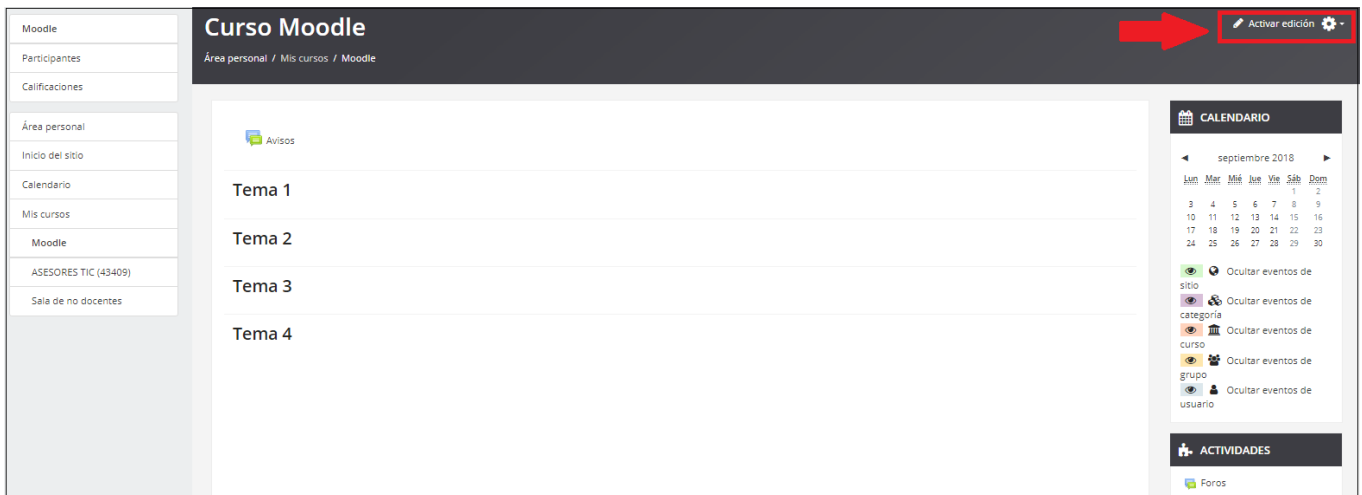 Moodle
Participantes
Calificaciones
Área personal
Inicio del sitio
Calendario
Mis cursos
Moodle
ASESORES TIC (43409)
Sala de no docentes
Curso Moodle
Área personal / Mis cursos / Moodle
Activar edición
Avisos
Tema 1
Tema 2
Tema 3
Tema 4
CALENDARIO
◄ septiembre 2018 ►
Lun Mar Mié Jue Vie Sáb Dom
1 2
3 4 5 6 7 8 9
10 11 12 13 14 15 16
17 18 19 20 21 22 23
24 25 26 27 28 29 30
Ocultar eventos de
sitio
Ocultar eventos de
categoría
Ocultar eventos de
curso
Ocultar eventos de
grupo
Ocultar eventos de
usuario
ACTIVIDADES
Foros